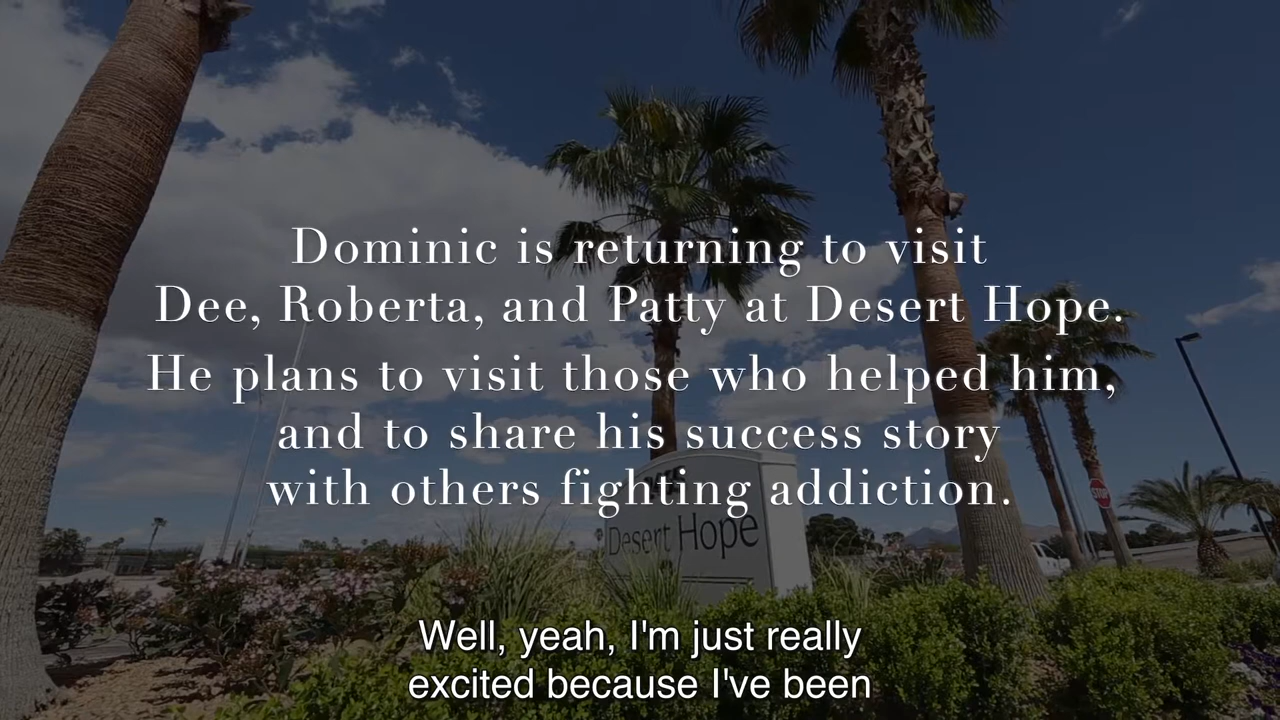 Dominic is returning to visit
Dee, Roberta, and Patty at Desert Hope.
He plans to visit those who helped him,
and to share his success story
with others fighting addiction.
Desert Hope
STOP
Well, yeah, I'm just really
excited because I've been